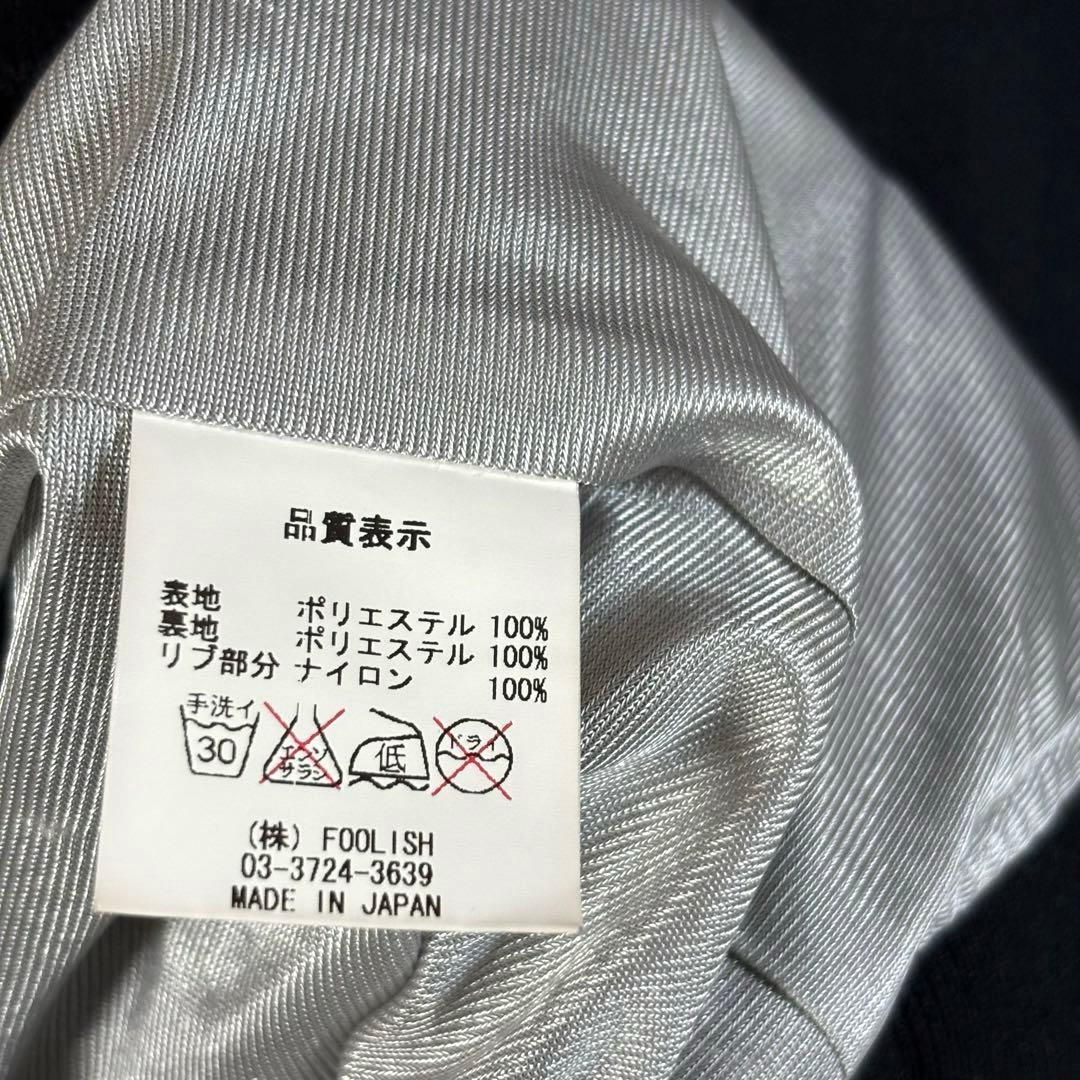 品質表示
表地 ポリエステル 100%
裏地 ポリエステル 100%
リブ部分 ナイロン 100%
手洗イ 30 エンソ サラシ 低 ドライ
(株) FOOLISH
03-3724-3639
MADE IN JAPAN